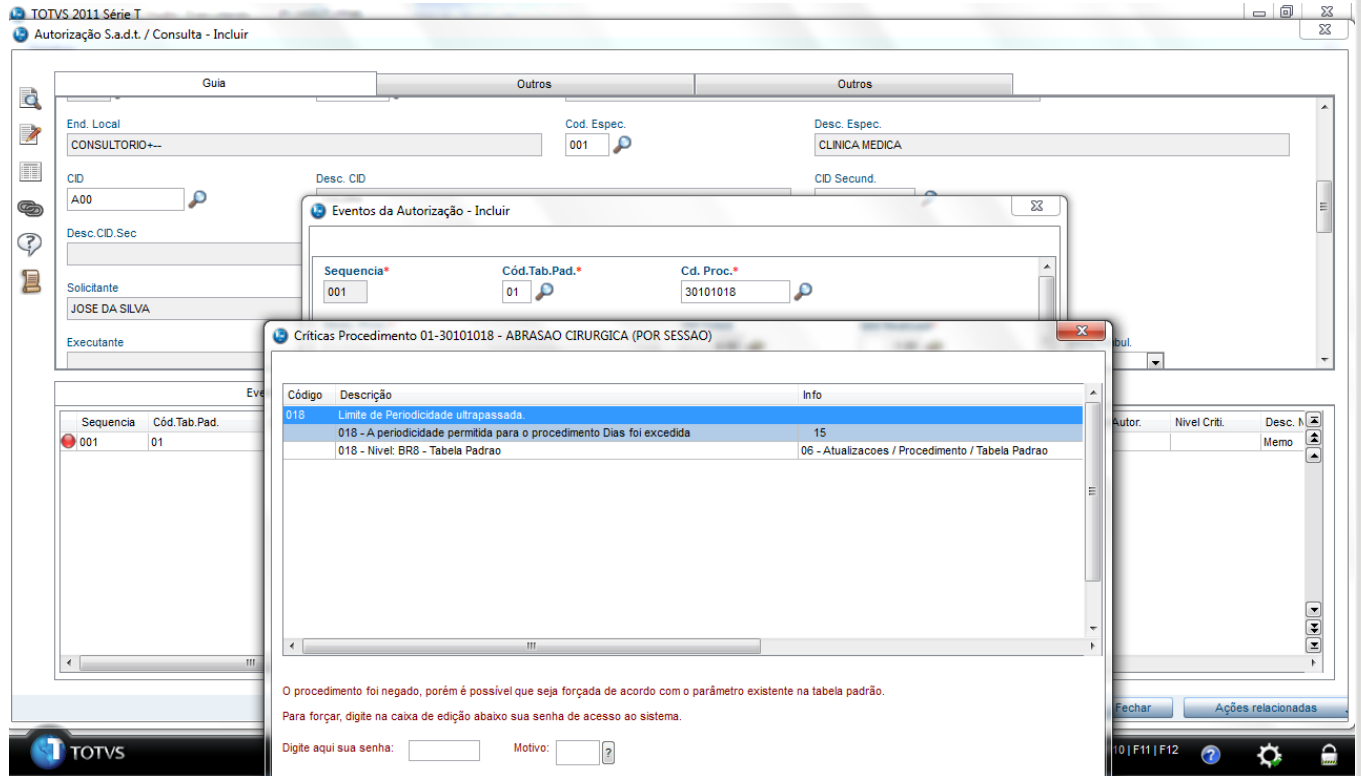 TOTVS 2011 Série T
Autorização S.a.d.t. / Consulta - Incluir
Guia Outros Outros
End. Local Cod. Espec. Desc. Espec.
CONSULTORIO+-- 001 CLINICA MEDICA
CID Desc. CID CID Secund.
A00
Desc.CID.Sec
Solicitante
JOSE DA SILVA
Executante
Eventos da Autorização - Incluir
Sequencia* Cód.Tab.Pad.* Cd. Proc.*
001 01 30101018
Sequencia Cód.Tab.Pad. Autor. Nivel Criti.
001 01 Memo
Críticas Procedimento 01-30101018 - ABRASAO CIRURGICA (POR SESSAO)
Código Descrição Info
018 Limite de Periodicidade ultrapassada.
018 - A periodicidade permitida para o procedimento Dias foi excedida 15
018 - Nivel: BR8 - Tabela Padrao 06 - Atualizacoes / Procedimento / Tabela Padrao
O procedimento foi negado, porém é possível que seja forçada de acordo com o parâmetro existente na tabela padrão.
Para forçar, digite na caixa de edição abaixo sua senha de acesso ao sistema.
Digite aqui sua senha: Motivo: ?
Fechar Ações relacionadas
TOTVS F11 | F12